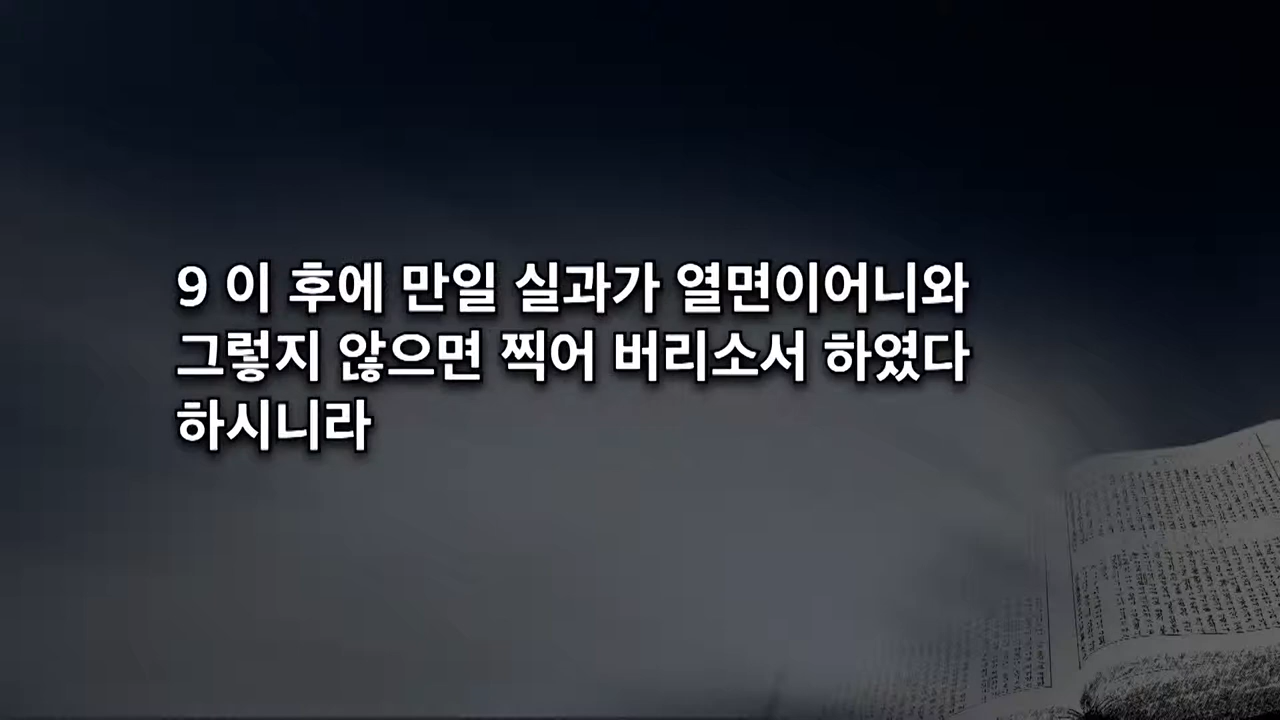 9 이 후에 만일 실과가 열면이어니와
그렇지 않으면 찍어 버리소서 하였다
하시니라